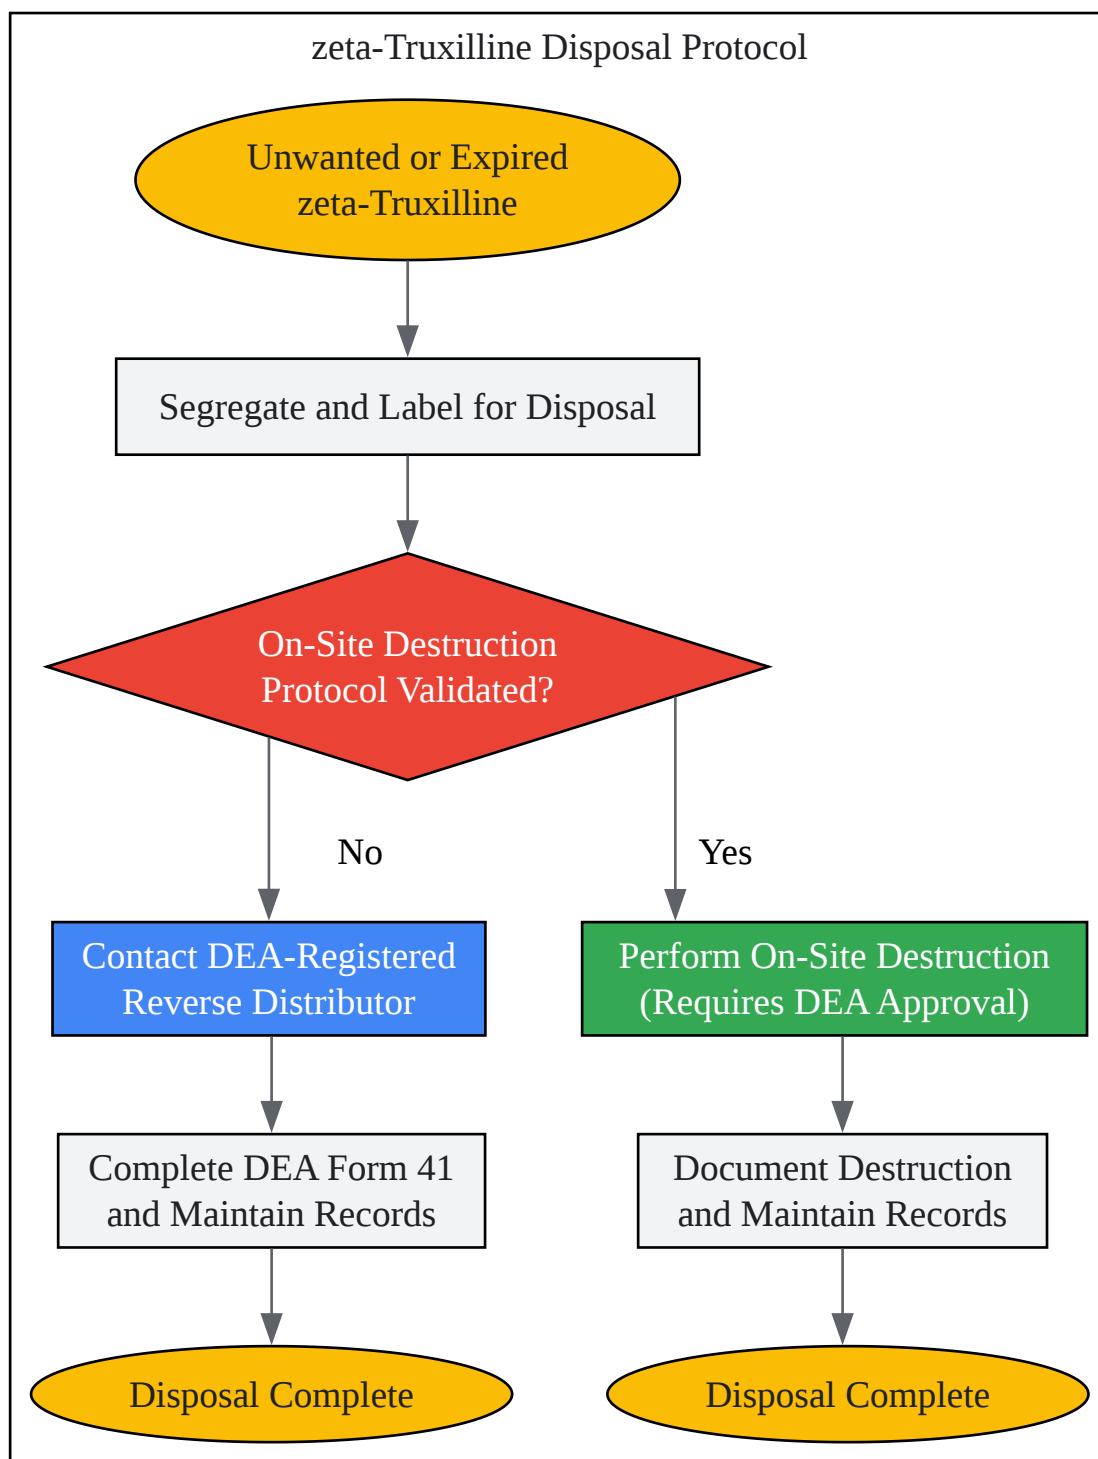 zeta-Truxilline Disposal Protocol
Unwanted or Expired
zeta-Truxilline
Segregate and Label for Disposal
On-Site Destruction
Protocol Validated?
No
Yes
Contact DEA-Registered
Reverse Distributor
Perform On-Site Destruction
(Requires DEA Approval)
Complete DEA Form 41
and Maintain Records
Document Destruction
and Maintain Records
Disposal Complete
Disposal Complete